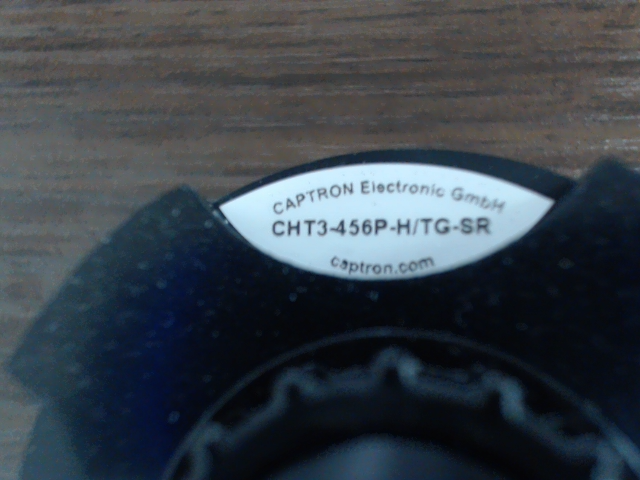 CAPTRON Electronic GmbH
CHT3-456P-H/TG-SR
captron.com